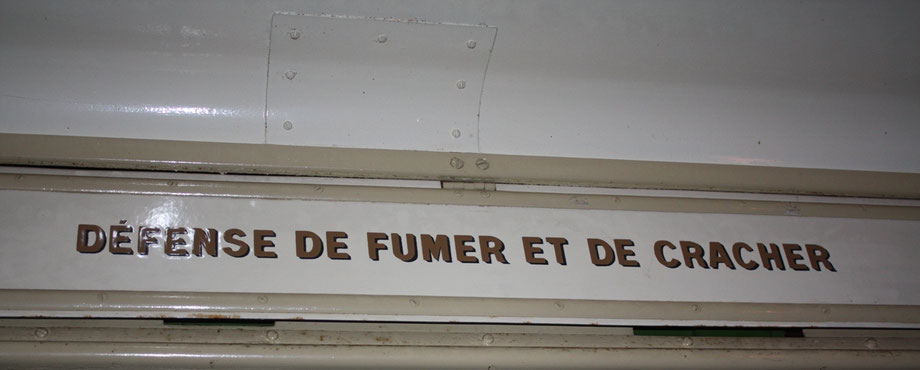 DÉFENSE DE FUMER ET DE CRACHER